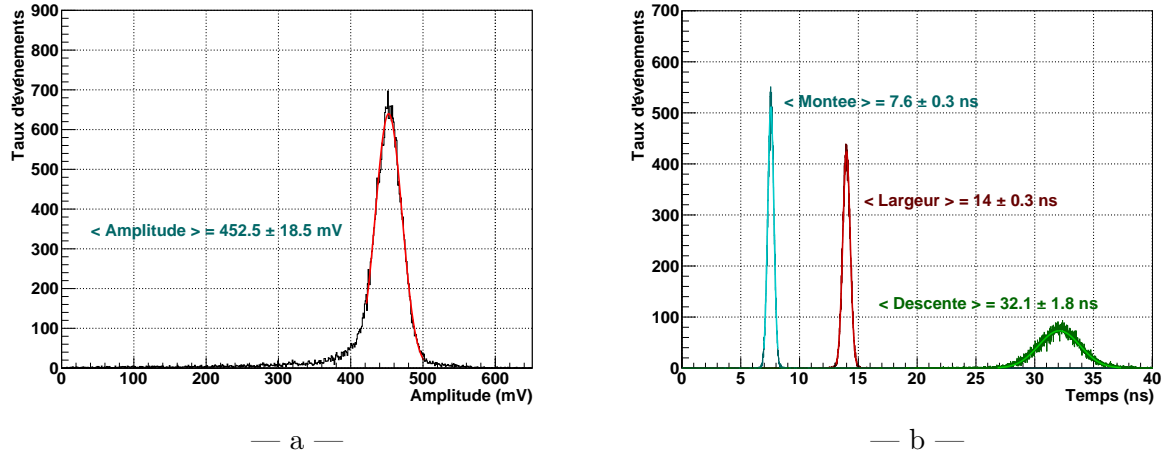 Taux d'événements
900
800
700
600
500
400
300
200
100
0
< Amplitude > = 452.5 ± 18.5 mV
0 100 200 300 400 500 600
Amplitude (mV)
— a —
Taux d'événements
700
600
500
400
300
200
100
0
< Montee > = 7.6 ± 0.3 ns
< Largeur > = 14 ± 0.3 ns
< Descente > = 32.1 ± 1.8 ns
0 5 10 15 20 25 30 35 40
Temps (ns)
— b —